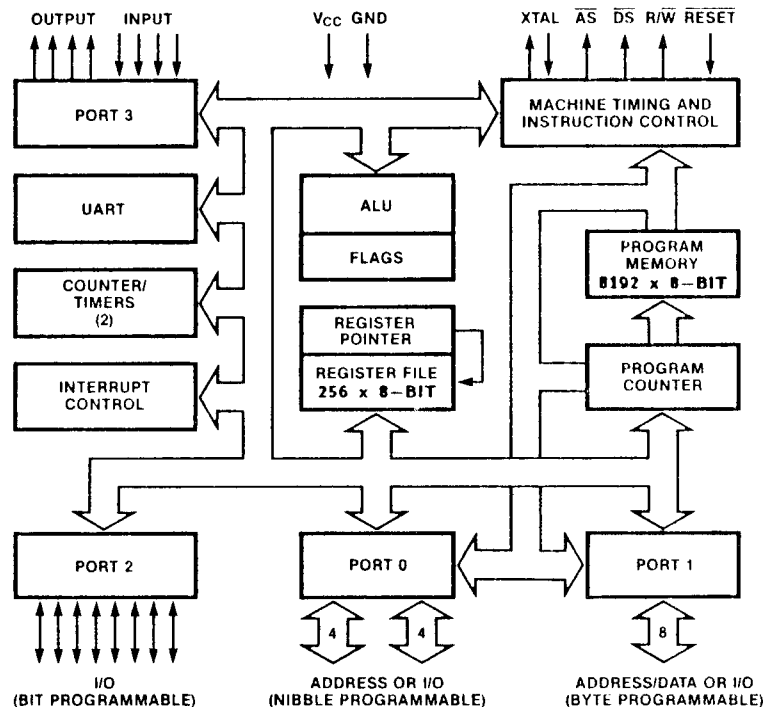 OUTPUT
INPUT
VCC GND
XTAL AS DS R/W RESET
PORT 3
MACHINE TIMING AND
INSTRUCTION CONTROL
UART
ALU
FLAGS
PROGRAM
MEMORY
8192 x 8-BIT
COUNTER/
TIMERS
(2)
REGISTER
POINTER
REGISTER FILE
256 x 8-BIT
PROGRAM
COUNTER
INTERRUPT
CONTROL
PORT 2
PORT 0
PORT 1
4
4
8
I/O
(BIT PROGRAMMABLE)
ADDRESS OR I/O
(NIBBLE PROGRAMMABLE)
ADDRESS/DATA OR I/O
(BYTE PROGRAMMABLE)